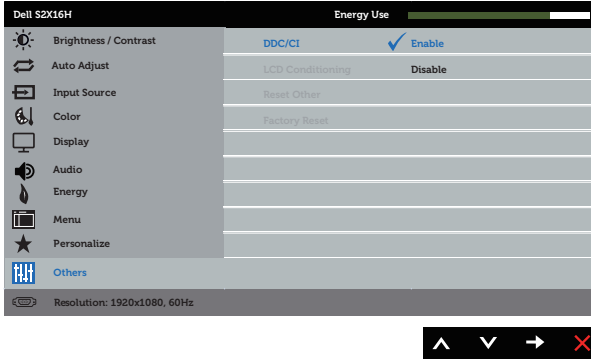 Dell S2X16H Energy Use
Brightness / Contrast
DDC/CI Enable
Auto Adjust
LCD Conditioning Disable
Input Source
Reset Other
Color
Factory Reset
Display
Audio
Energy
Menu
Personalize
Others
Resolution: 1920x1080, 60Hz